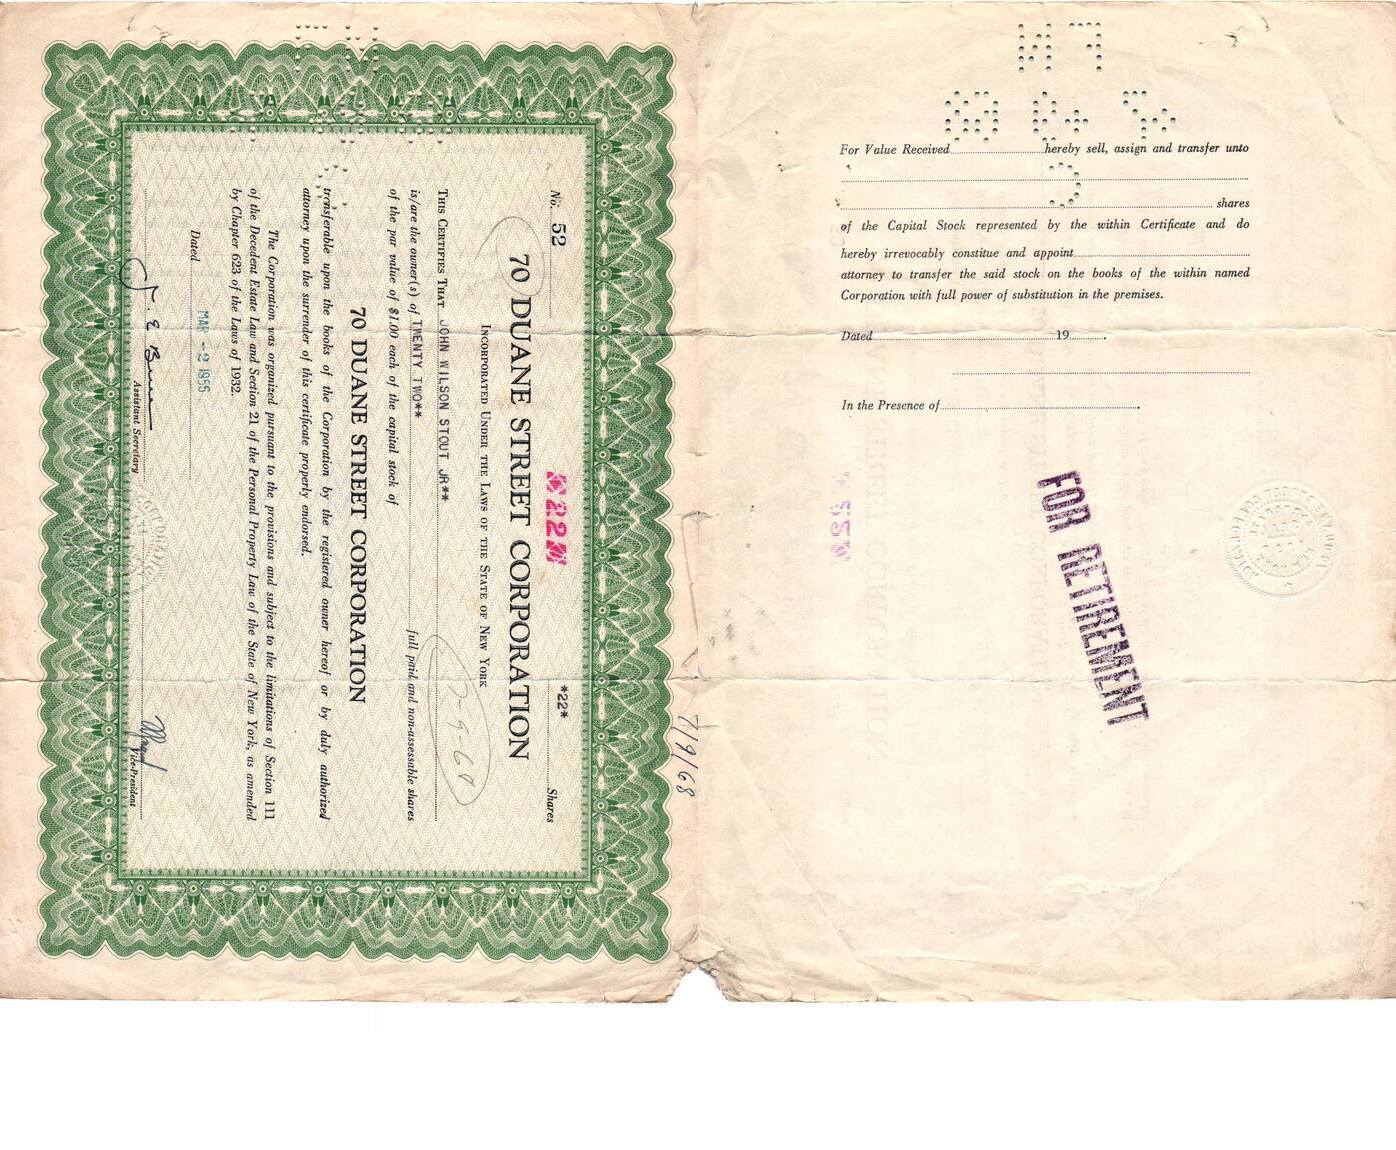 No. 52
*22*
Shares
70 DUANE STREET CORPORATION
INCORPORATED UNDER THE LAWS OF THE STATE OF NEW YORK
THIS CERTIFIES THAT JOHN WILSON STOUT JR**
is/are the owner(s) of TWENTY TWO** full paid and non-assessable shares
of the par value of $1.00 each of the capital stock of
70 DUANE STREET CORPORATION
transferable upon the books of the Corporation by the registered owner hereof or by duly authorized
attorney upon the surrender of this certificate properly endorsed.
The Corporation was organized pursuant to the provisions and subject to the limitations of Section 111
of the Decedent Estate Law and Section 21 of the Personal Property Law of the State of New York, as amended
by Chapter 623 of the Laws of 1932.
Dated MAR -2 1955
Assistant Secretary
Vice-President
7-9-68
7/9/68
For Value Received hereby sell, assign and transfer unto
shares
of the Capital Stock represented by the within Certificate and do
hereby irrevocably constitute and appoint
attorney to transfer the said stock on the books of the within named
Corporation with full power of substitution in the premises.
Dated 19 .
In the Presence of
FOR RETIREMENT